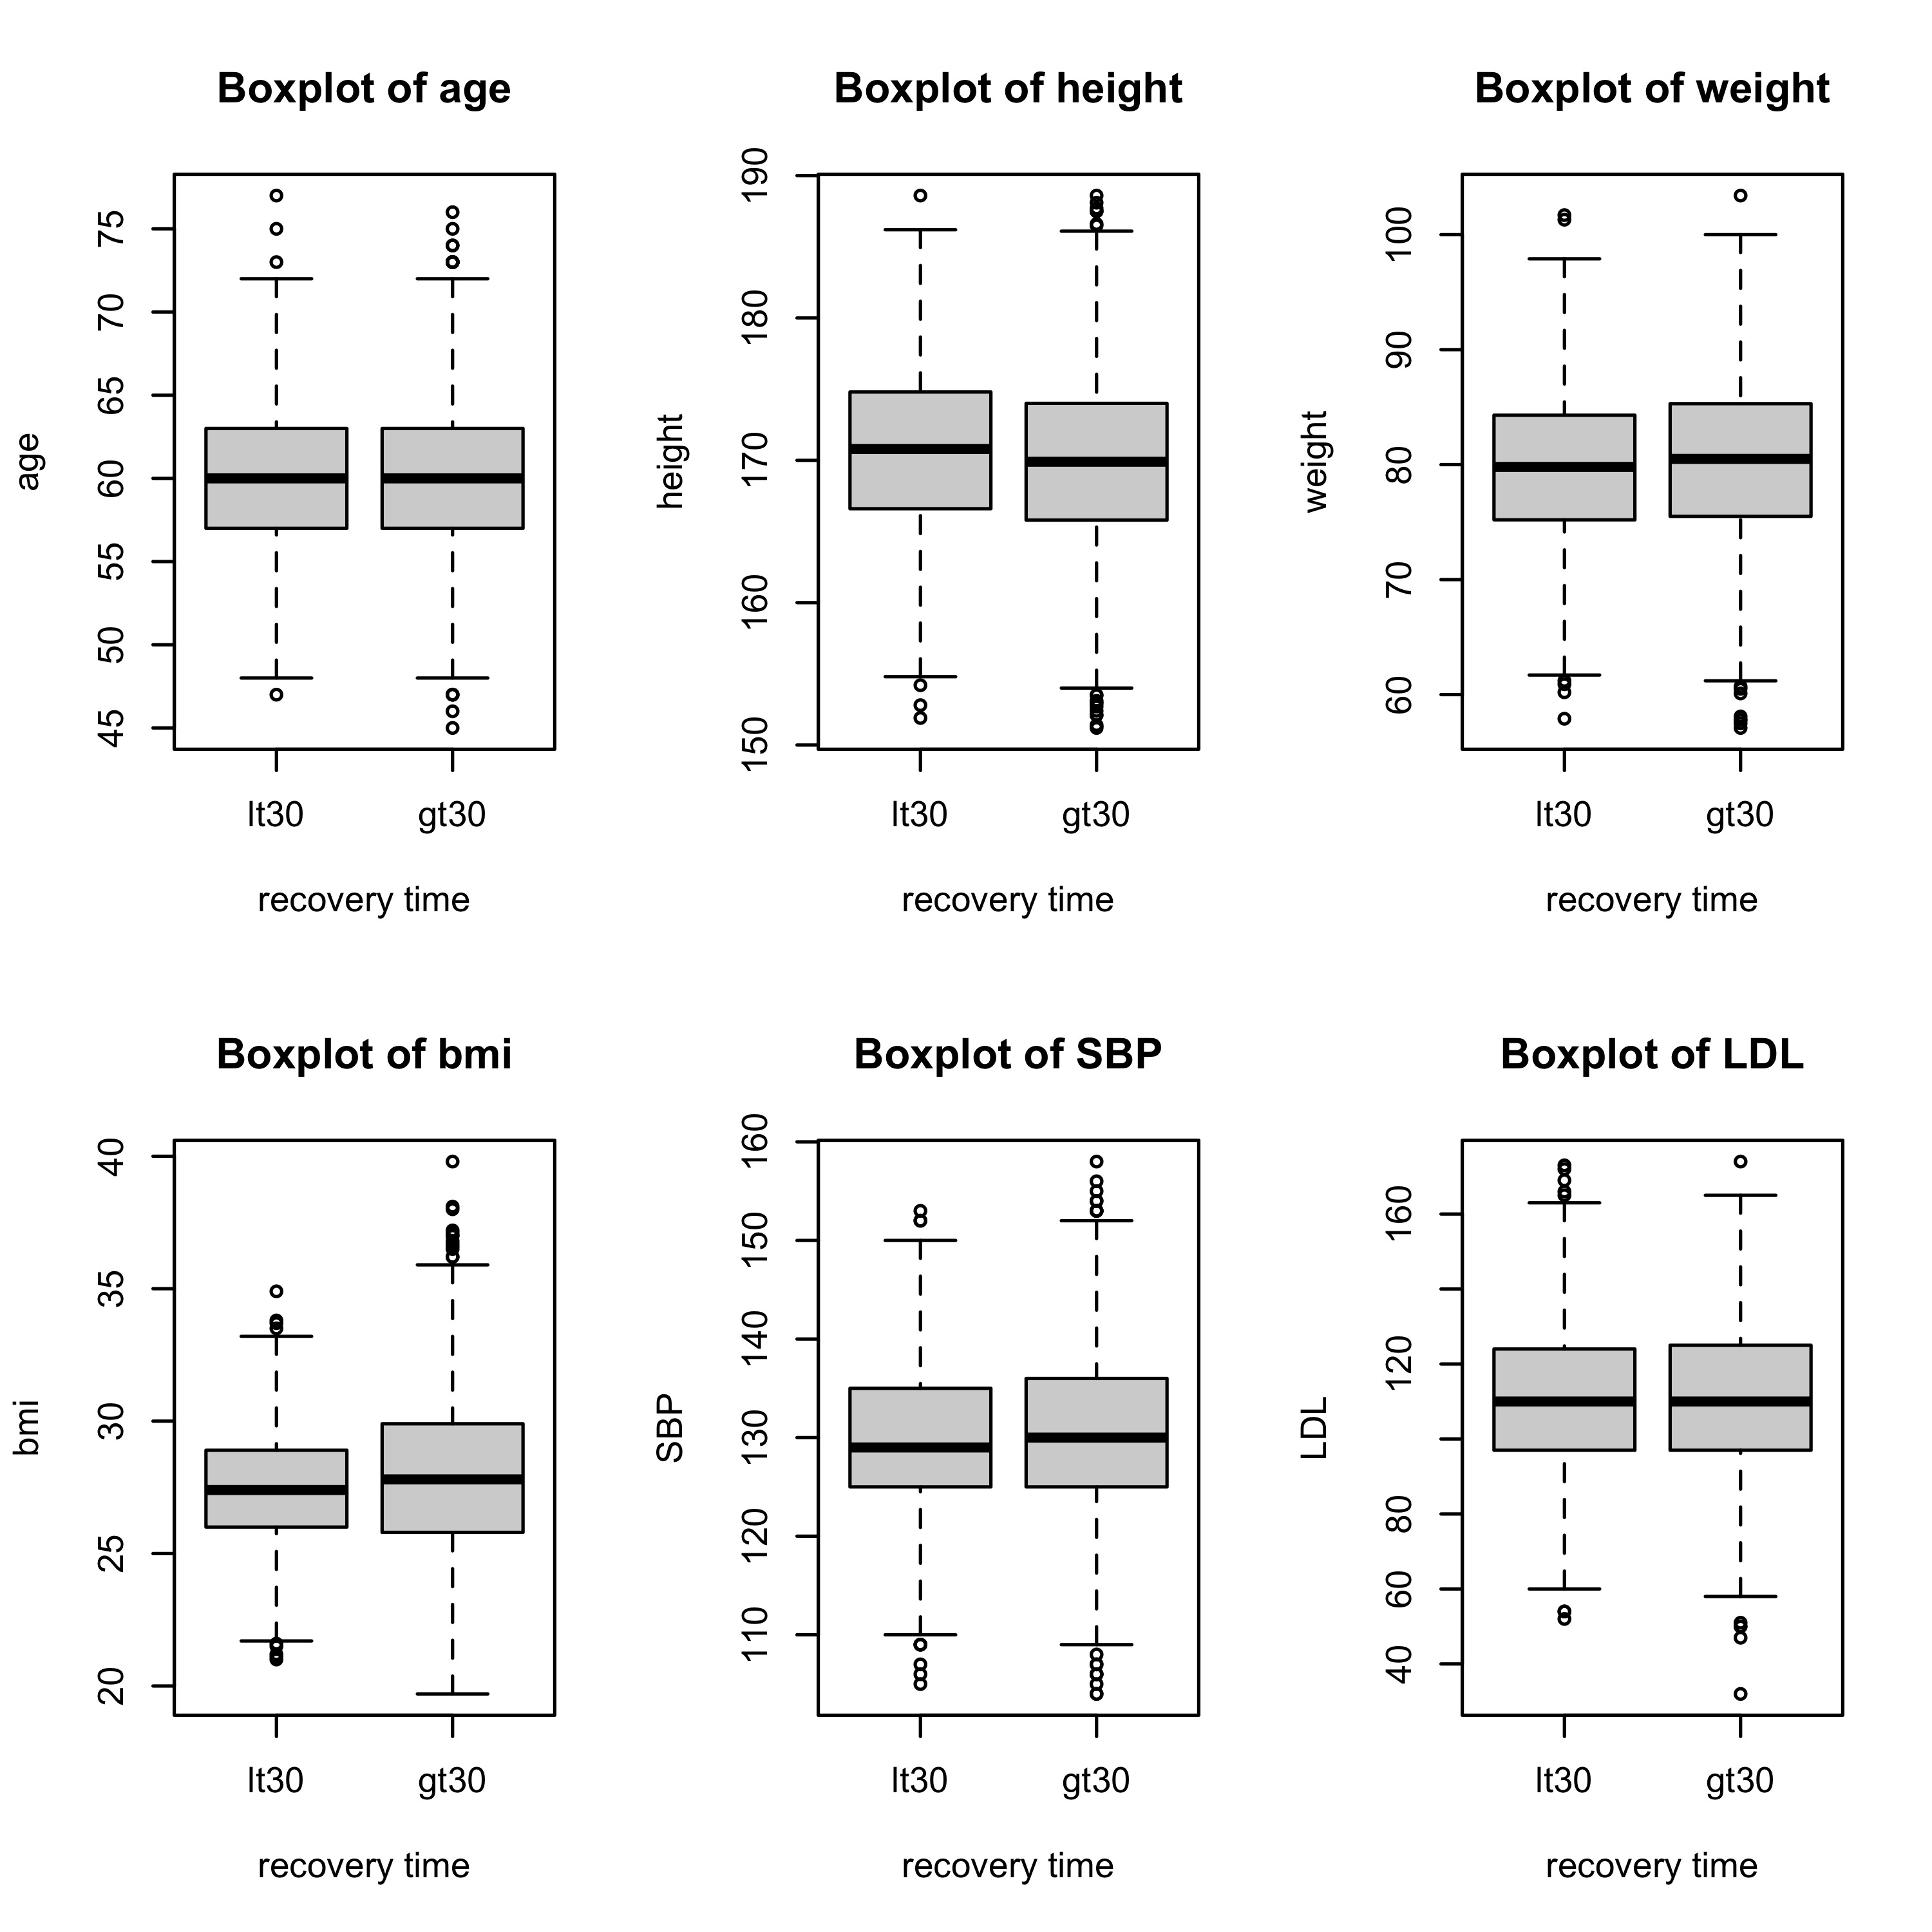 Boxplot of age
75
70
65
60
55
50
45
age
lt30 gt30
recovery time
Boxplot of height
190
180
170
160
150
height
lt30 gt30
recovery time
Boxplot of weight
100
90
80
70
60
weight
lt30 gt30
recovery time
Boxplot of bmi
40
35
30
25
20
bmi
lt30 gt30
recovery time
Boxplot of SBP
160
150
140
130
120
110
SBP
lt30 gt30
recovery time
Boxplot of LDL
160
120
80
60
40
LDL
lt30 gt30
recovery time